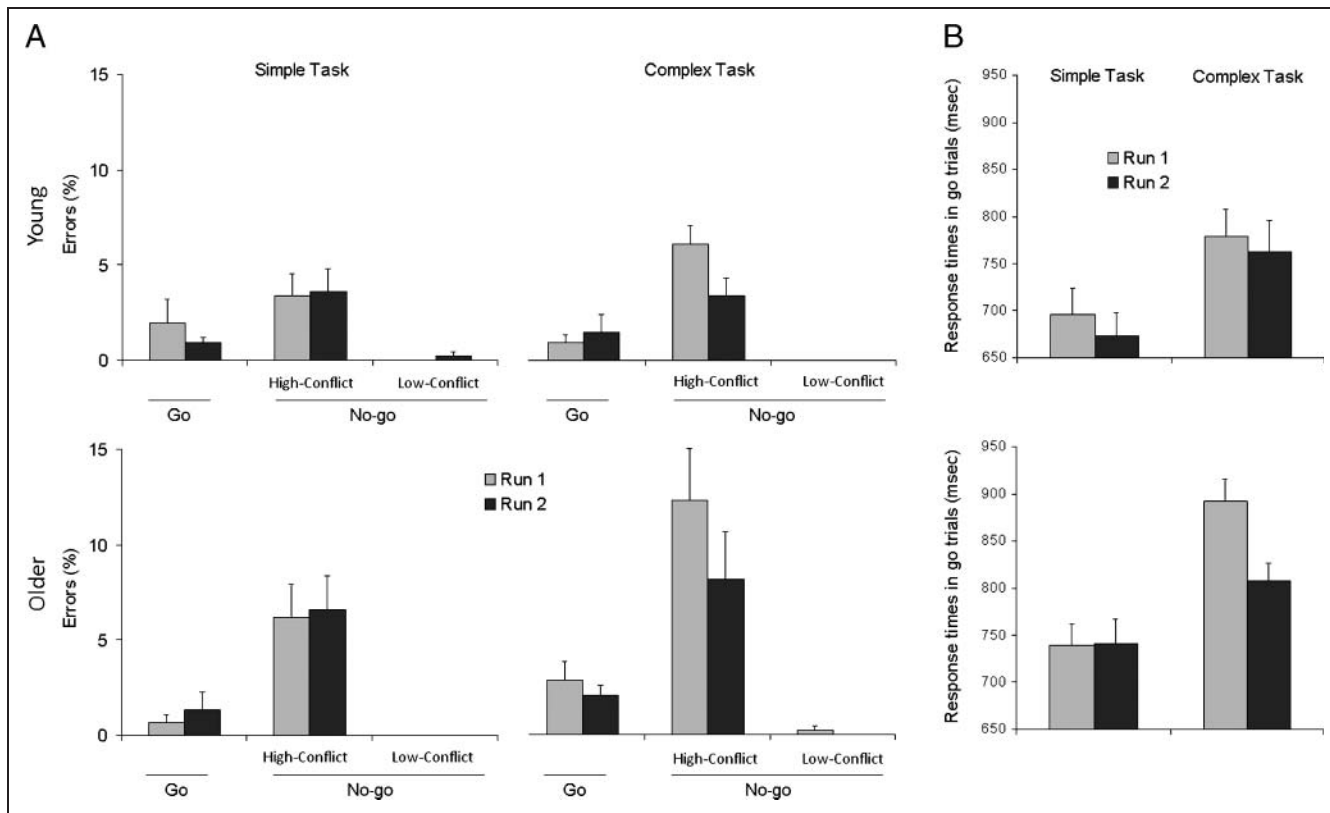 A
Simple Task
Complex Task
Young
Errors (%)
15
10
5
0
High-Conflict
Low-Conflict
High-Conflict
Low-Conflict
Go
No-go
Go
No-go
Older
Errors (%)
15
10
5
0
Run 1
Run 2
High-Conflict
Low-Conflict
High-Conflict
Low-Conflict
Go
No-go
Go
No-go
B
Response times in go trials (msec)
950
900
850
800
750
700
650
Simple Task
Complex Task
Run 1
Run 2
Response times in go trials (msec)
950
900
850
800
750
700
650